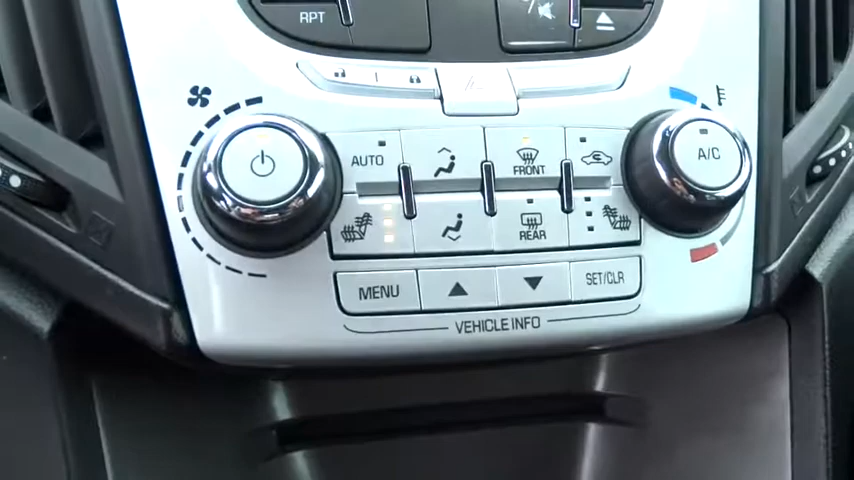 RPT
AUTO
FRONT
A/C
REAR
MENU
SET/CLR
VEHICLE INFO